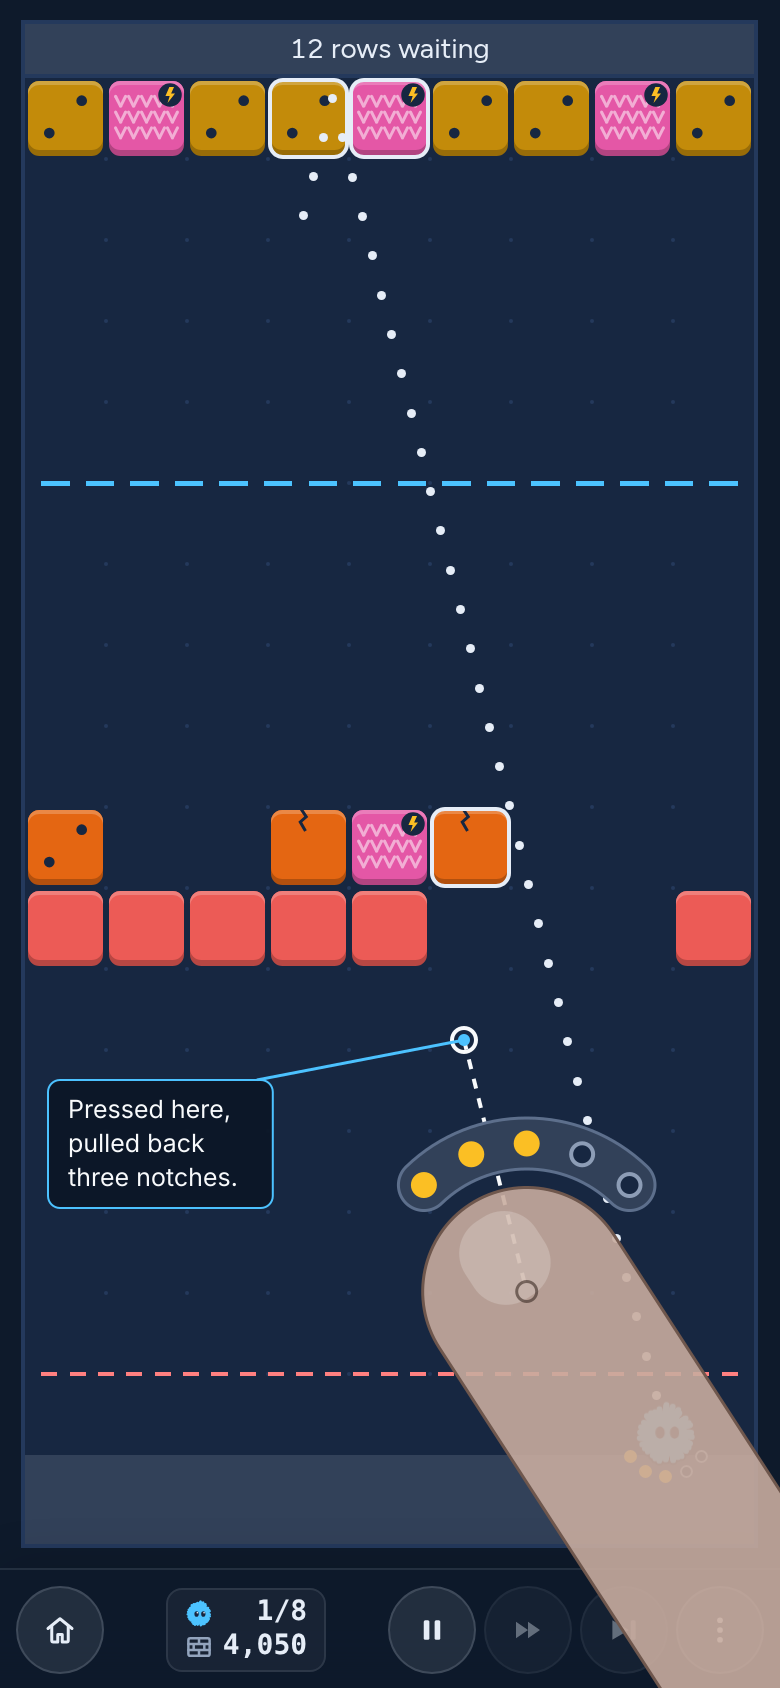 12 rows waiting
Pressed here,
pulled back
three notches.
1/8
4,050